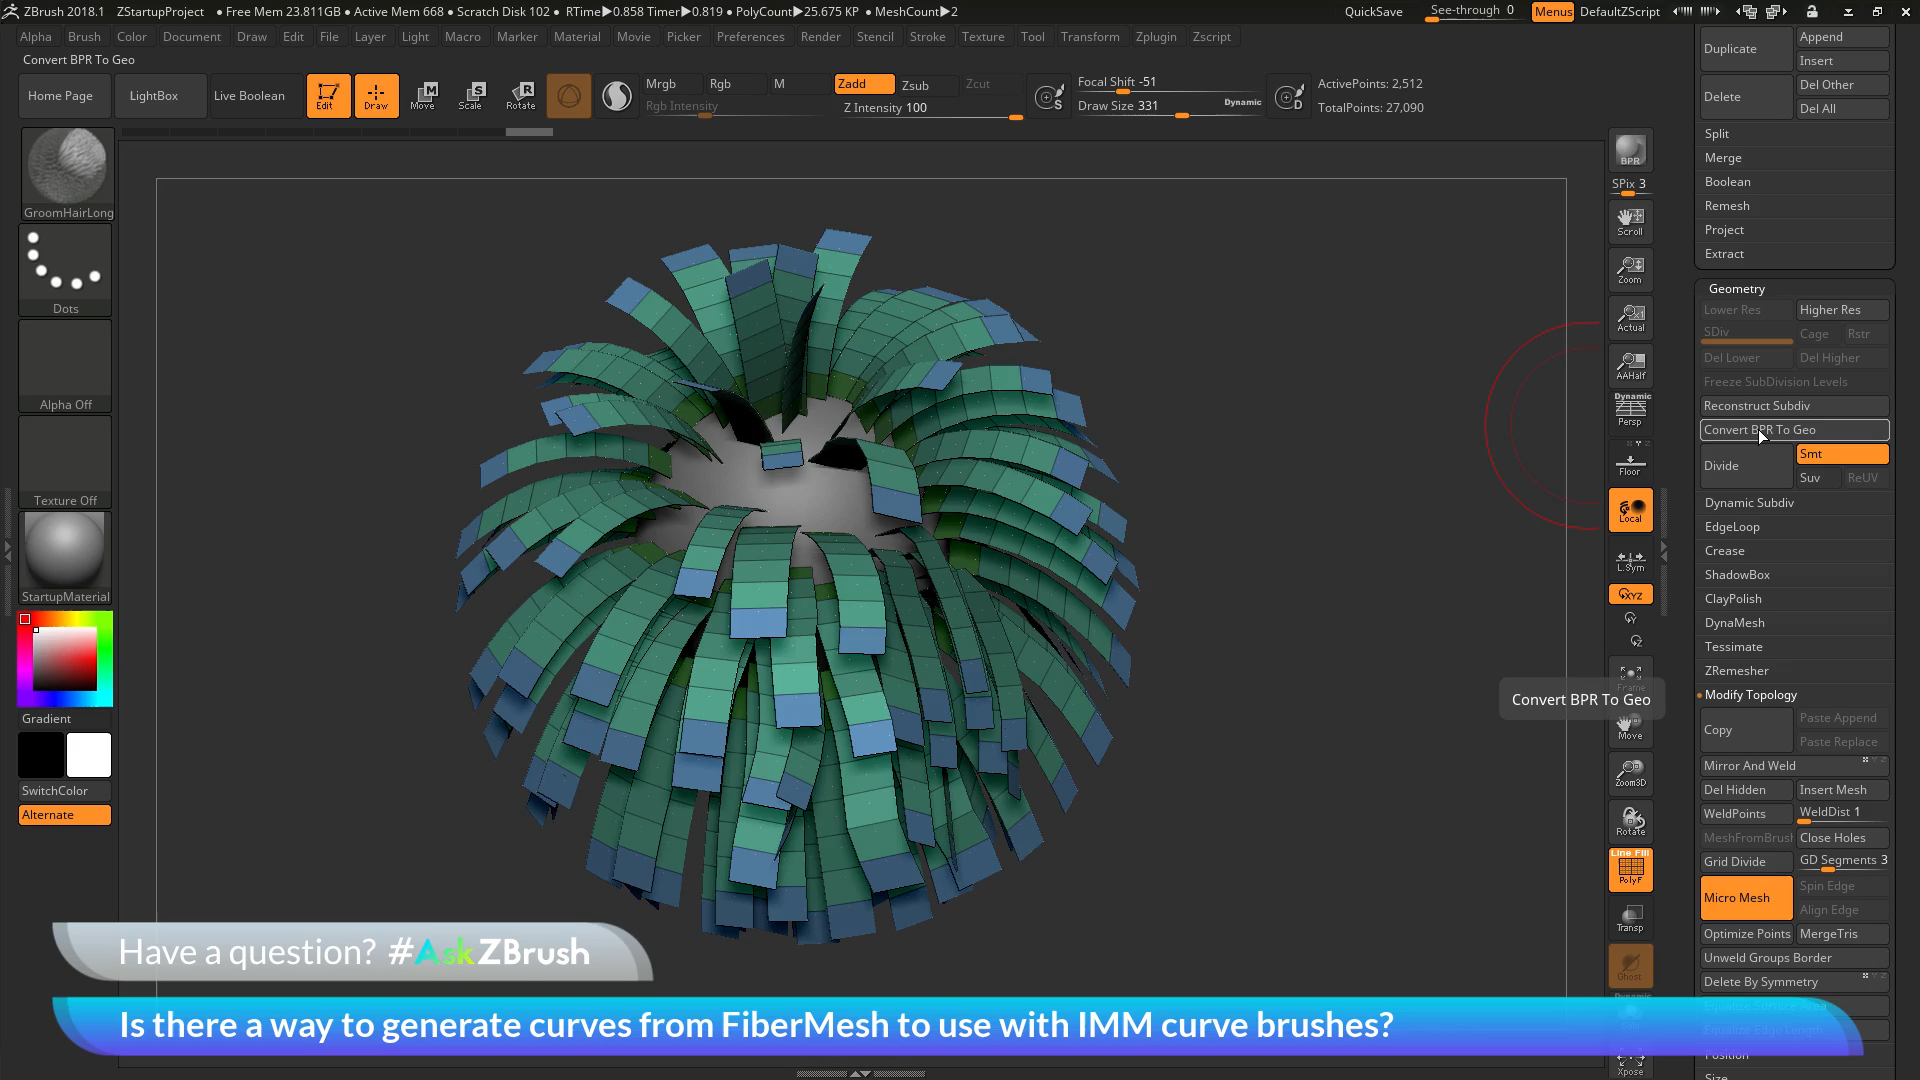 ZBrush 2018.1 ZStartupProject • Free Mem 23.811GB • Active Mem 668 • Scratch Disk 102 • RTime▶0.858 Timer▶0.819 • PolyCount▶25.675 KP • MeshCount▶2 QuickSave See-through 0 Menus DefaultZScript
Alpha Brush Color Document Draw Edit File Layer Light Macro Marker Material Movie Picker Preferences Render Stencil Stroke Texture Tool Transform Zplugin Zscript
Convert BPR To Geo
Home Page LightBox Live Boolean Edit Draw Move Scale Rotate
Mrgb Rgb M Zadd Zsub Zcut
Rgb Intensity Z Intensity 100
Focal Shift -51
Draw Size 331 Dynamic
S
D
ActivePoints: 2,512
TotalPoints: 27,090
GroomHairLong
Dots
Alpha Off
Texture Off
StartupMaterial
Gradient
SwitchColor
Alternate
BPR
SPix 3
Scroll
Zoom
Actual
AAHalf
Dynamic
Persp
Floor
Local
L.Sym
XYZ
Y
Z
Frame
Move
Zoom3D
Rotate
Line Fill
PolyF
Transp
Ghost
Dynamic
Xpose
Duplicate Append
Insert
Delete Del Other
Del All
Split
Merge
Boolean
Remesh
Project
Extract
Geometry
Lower Res Higher Res
SDiv Cage Rstr
Del Lower Del Higher
Freeze SubDivision Levels
Reconstruct Subdiv
Convert BPR To Geo
Divide Smt
Suv ReUV
Dynamic Subdiv
EdgeLoop
Crease
ShadowBox
ClayPolish
DynaMesh
Tessimate
ZRemesher
Modify Topology
Copy Paste Append
Paste Replace
Mirror And Weld
Del Hidden Insert Mesh
WeldPoints WeldDist 1
MeshFromBrush Close Holes
Grid Divide GD Segments 3
Micro Mesh Spin Edge
Align Edge
Optimize Points MergeTris
Unweld Groups Border
Delete By Symmetry
Position
Size
Convert BPR To Geo
Have a question? #AskZBrush
Is there a way to generate curves from FiberMesh to use with IMM curve brushes?